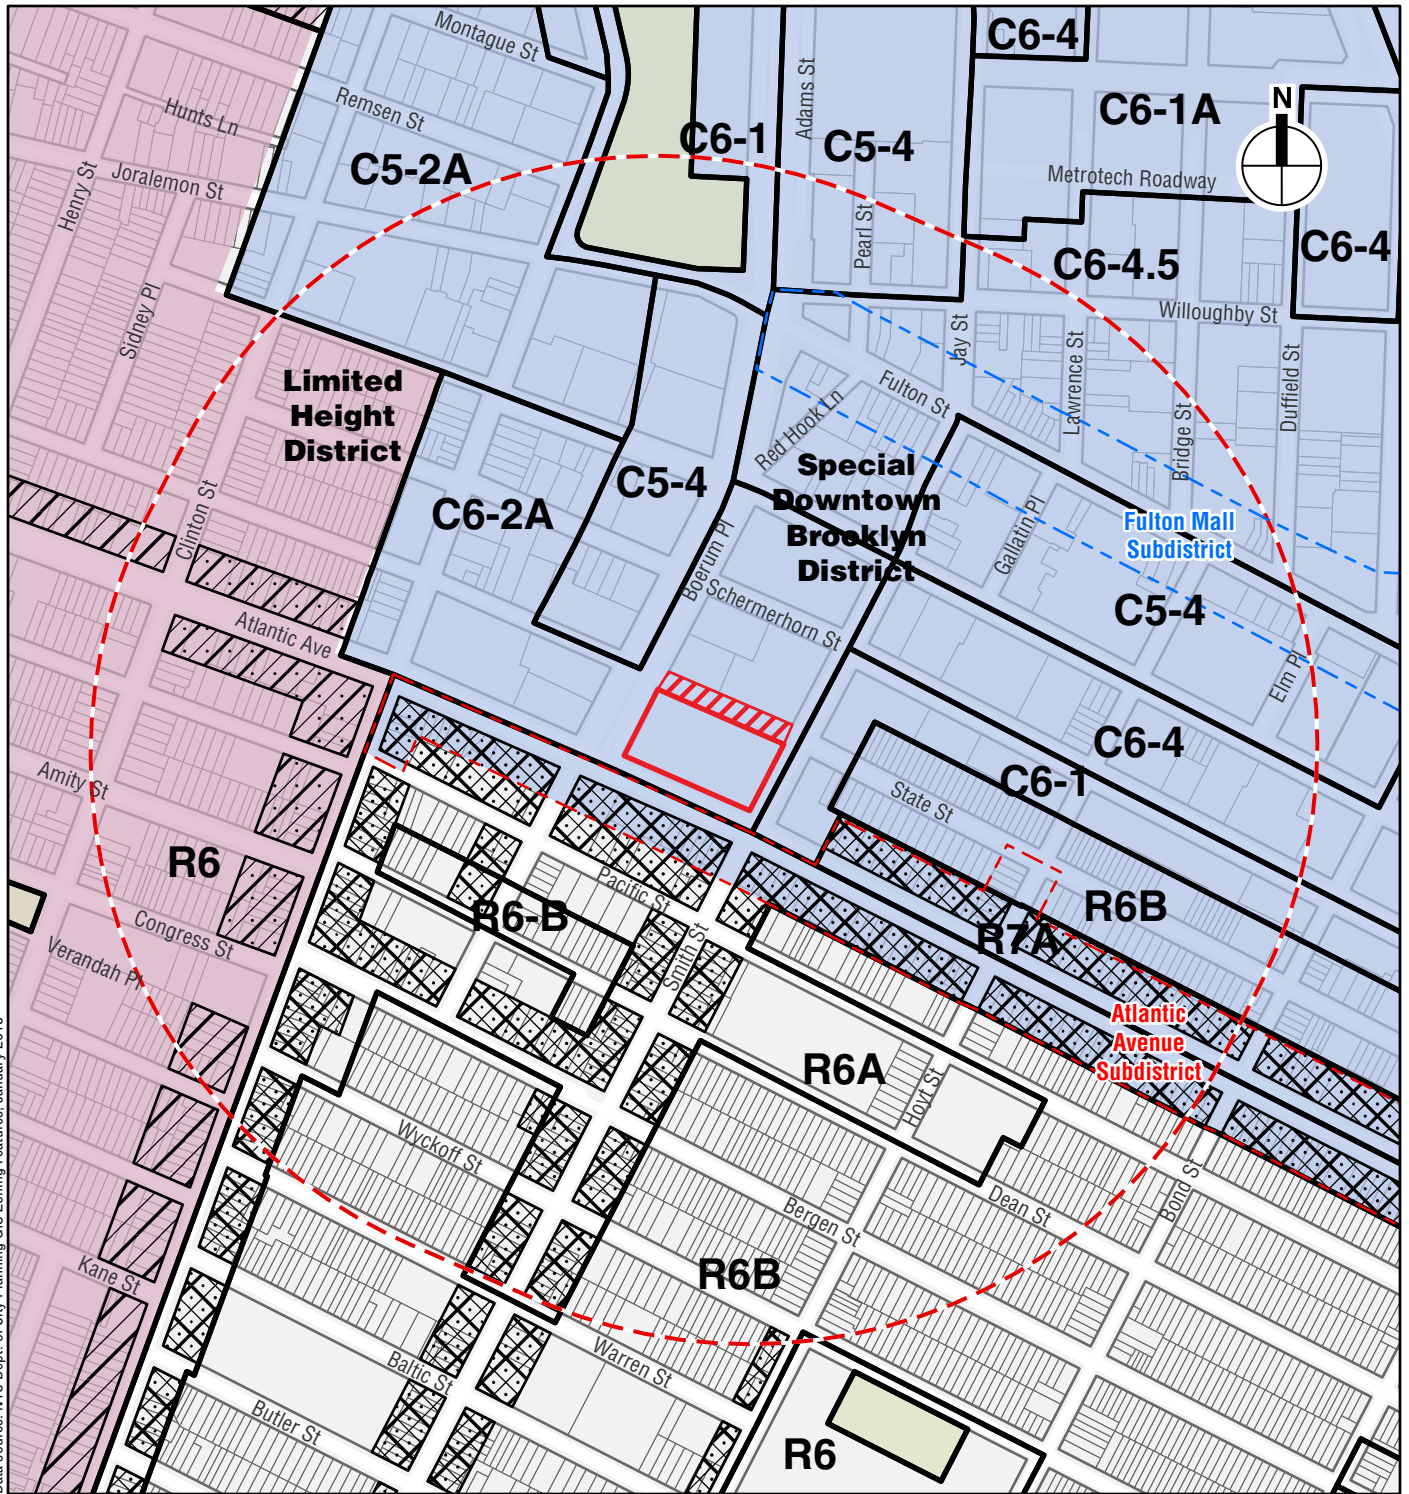 Montague St
C6-4
Remsen St
Adams St
N
Hunts Ln
C6-1
C5-4
C6-1A
Joralemon St
C5-2A
Metrotech Roadway
Henry St
Pearl St
C6-4.5
C6-4
Sidney Pl
Willoughby St
Jay St
Lawrence St
Duffield St
Limited
Height
District
Fulton St
Red Hook Ln
Bridge St
Special
Downtown
Brooklyn
District
C5-4
C6-2A
Clinton St
Gallatin Pl
Fulton Mall
Subdistrict
Boerum Pl
Schermerhorn St
C5-4
Atlantic Ave
Elm Pl
C6-4
C6-1
Amity St
State St
R6
Pacific St
R6-B
R6B
R7A
Congress St
Smith St
Verandah Pl
Atlantic
Avenue
Subdistrict
R6A
Hoyt St
Wyckoff St
Bond St
Dean St
Bergen St
Kane St
R6B
Warren St
Baltic St
Butler St
R6